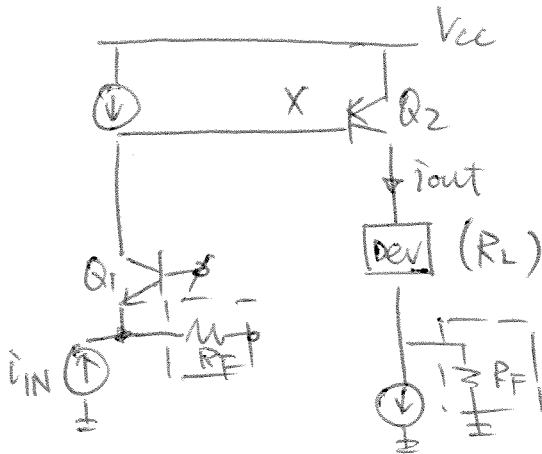 Vcc
X
Q2
iout
Q1
DEV
(RL)
iIN
RF
RF